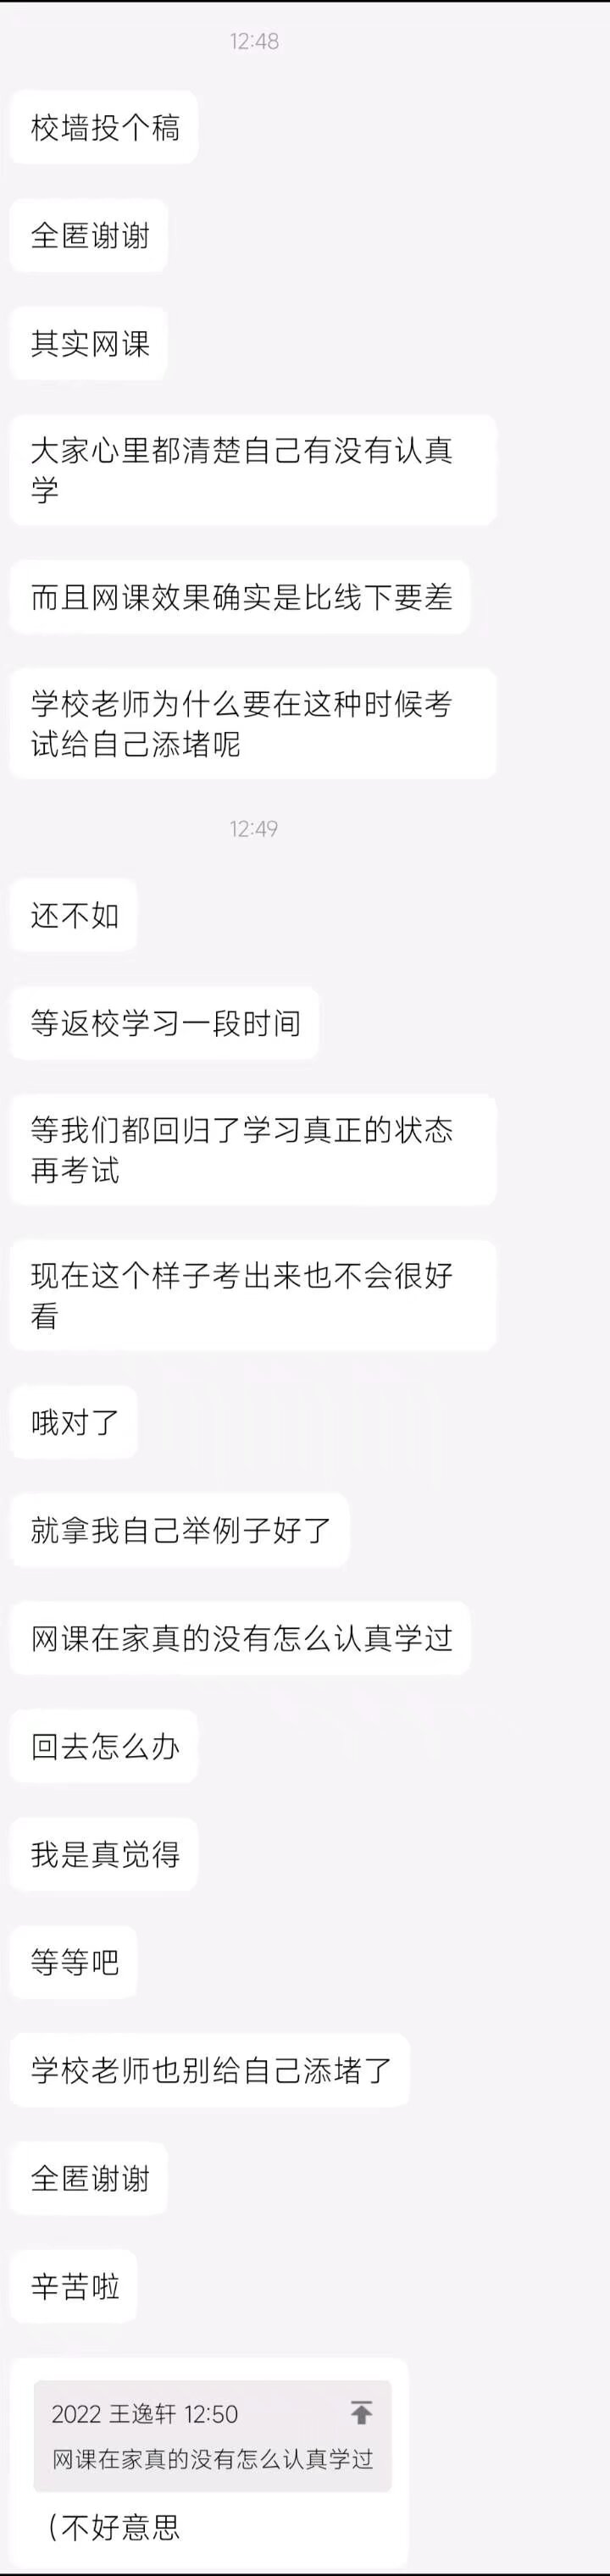 12:48
校墙投个稿
全匿谢谢
其实网课
大家心里都清楚自己有没有认真
学
而且网课效果确实是比线下要差
学校老师为什么要在这种时候考
试给自己添堵呢
12:49
还不如
等返校学习一段时间
等我们都回归了学习真正的状态
再考试
现在这个样子考出来也不会很好
看
哦对了
就拿我自己举例子好了
网课在家真的没有怎么认真学过
回去怎么办
我是真觉得
等等吧
学校老师也别给自己添堵了
全匿谢谢
辛苦啦
2022 王逸轩 12:50
网课在家真的没有怎么认真学过
（不好意思